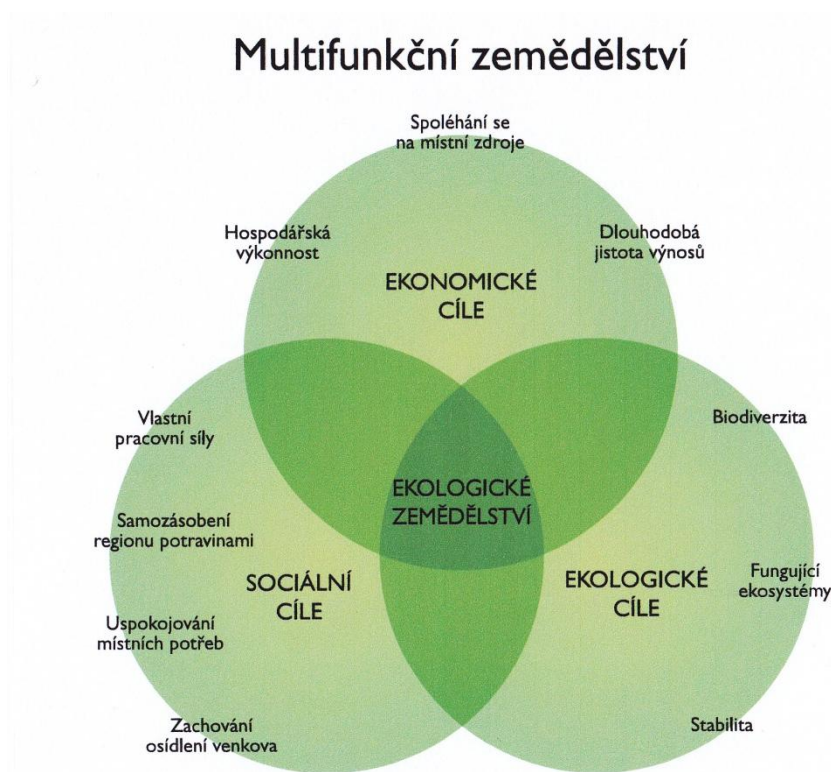 Multifunkční zemědělství
Spoléhání se
na místní zdroje
Hospodářská
výkonnost
Dlouhodobá
jistota výnosů
EKONOMICKÉ
CÍLE
Vlastní
pracovní síly
Biodiverzita
EKOLOGICKÉ
ZEMĚDĚLSTVÍ
Samozásobení
regionu potravinami
SOCIÁLNÍ
CÍLE
EKOLOGICKÉ
CÍLE
Fungující
ekosystémy
Uspokojování
místních potřeb
Zachování
osídlení venkova
Stabilita